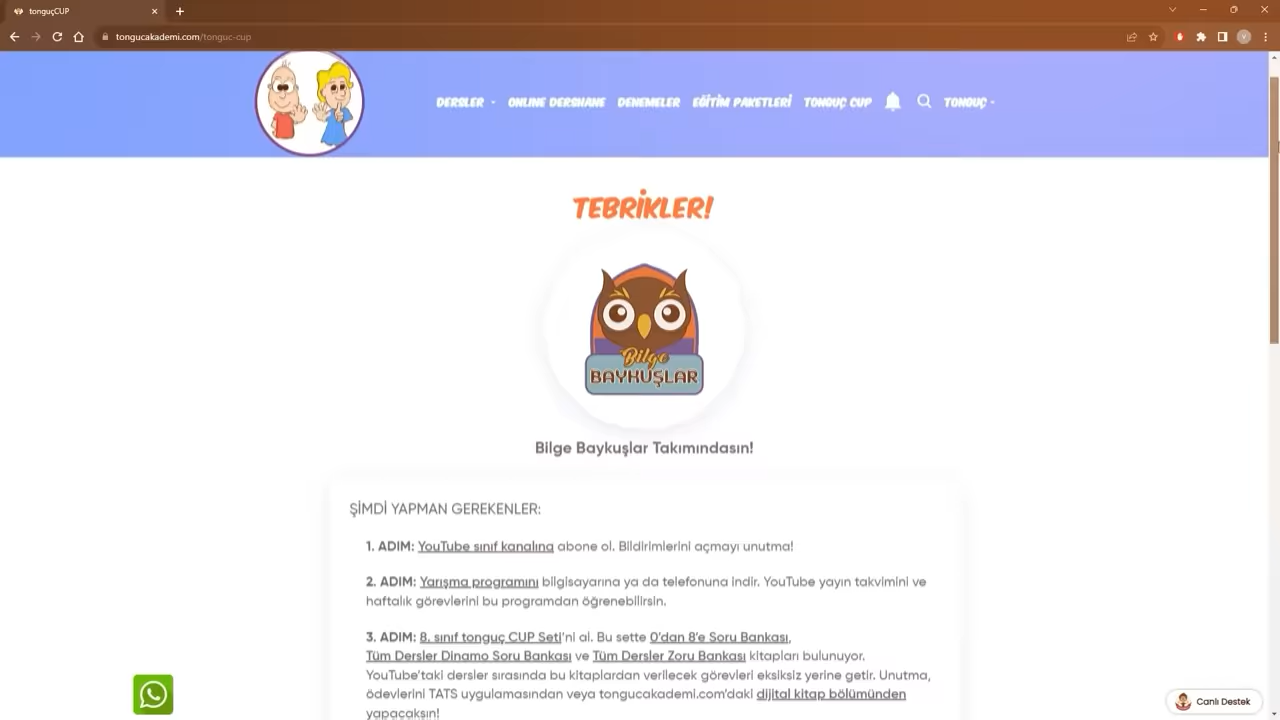 tonguçCUP
tongucakademi.com/tonguc-cup
DERSLER
ONLINE DERSHANE
DENEMELER
EĞİTİM PAKETLERİ
TONGUÇ CUP
TONGUÇ
TEBRİKLER!
Bilge
BAYKUŞLAR
Bilge Baykuşlar Takımındasın!
ŞİMDİ YAPMAN GEREKENLER:
1. ADIM: YouTube sınıf kanalına abone ol. Bildirimlerini açmayı unutma!
2. ADIM: Yarışma programını bilgisayarına ya da telefonuna indir. YouTube yayın takvimini ve
haftalık görevlerini bu programdan öğrenebilirsin.
3. ADIM: 8. sınıf tonguç CUP Seti'ni al. Bu sette 0'dan 8'e Soru Bankası,
Tüm Dersler Dinamo Soru Bankası ve Tüm Dersler Zoru Bankası kitapları bulunuyor.
YouTube'taki dersler sırasında bu kitaplardan verilecek görevleri eksiksiz yerine getir. Unutma,
ödevlerini TATS uygulamasından veya tongucakademi.com'daki dijital kitap bölümünden
yapacaksın!
Canlı Destek